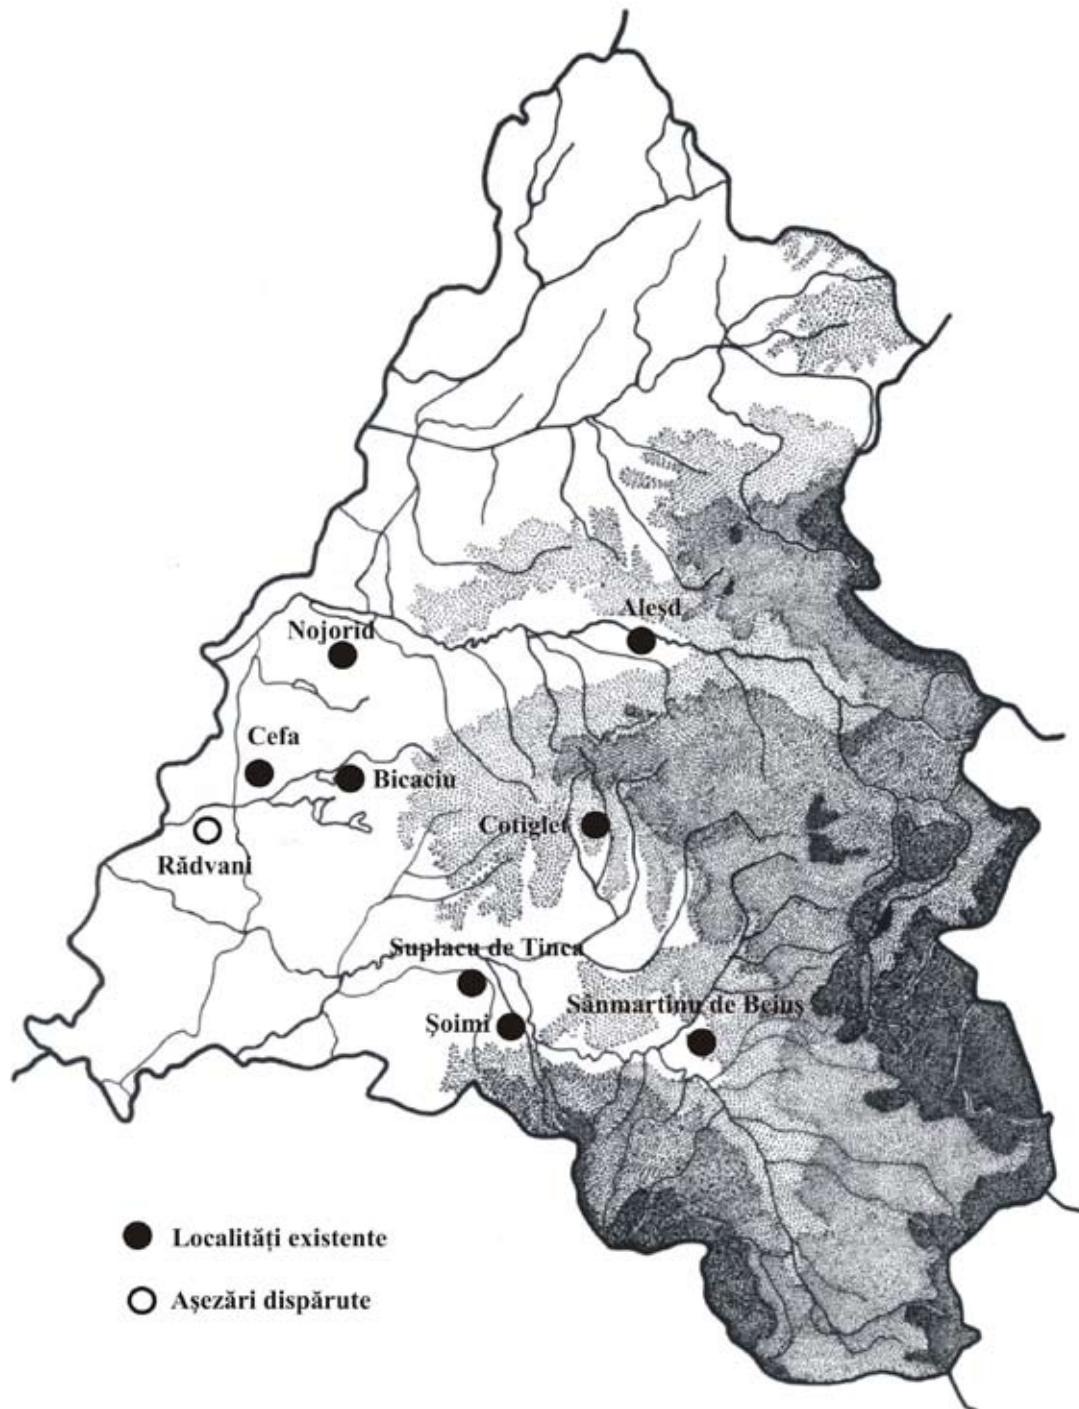 Aleșd
Nojorid
Cefa
Bicaciu
Cotiglet
Rădvani
Suplacu de Tinca
Sânmartinu de Beiuș
Șoimi
Localități existente
Așezări dispărute